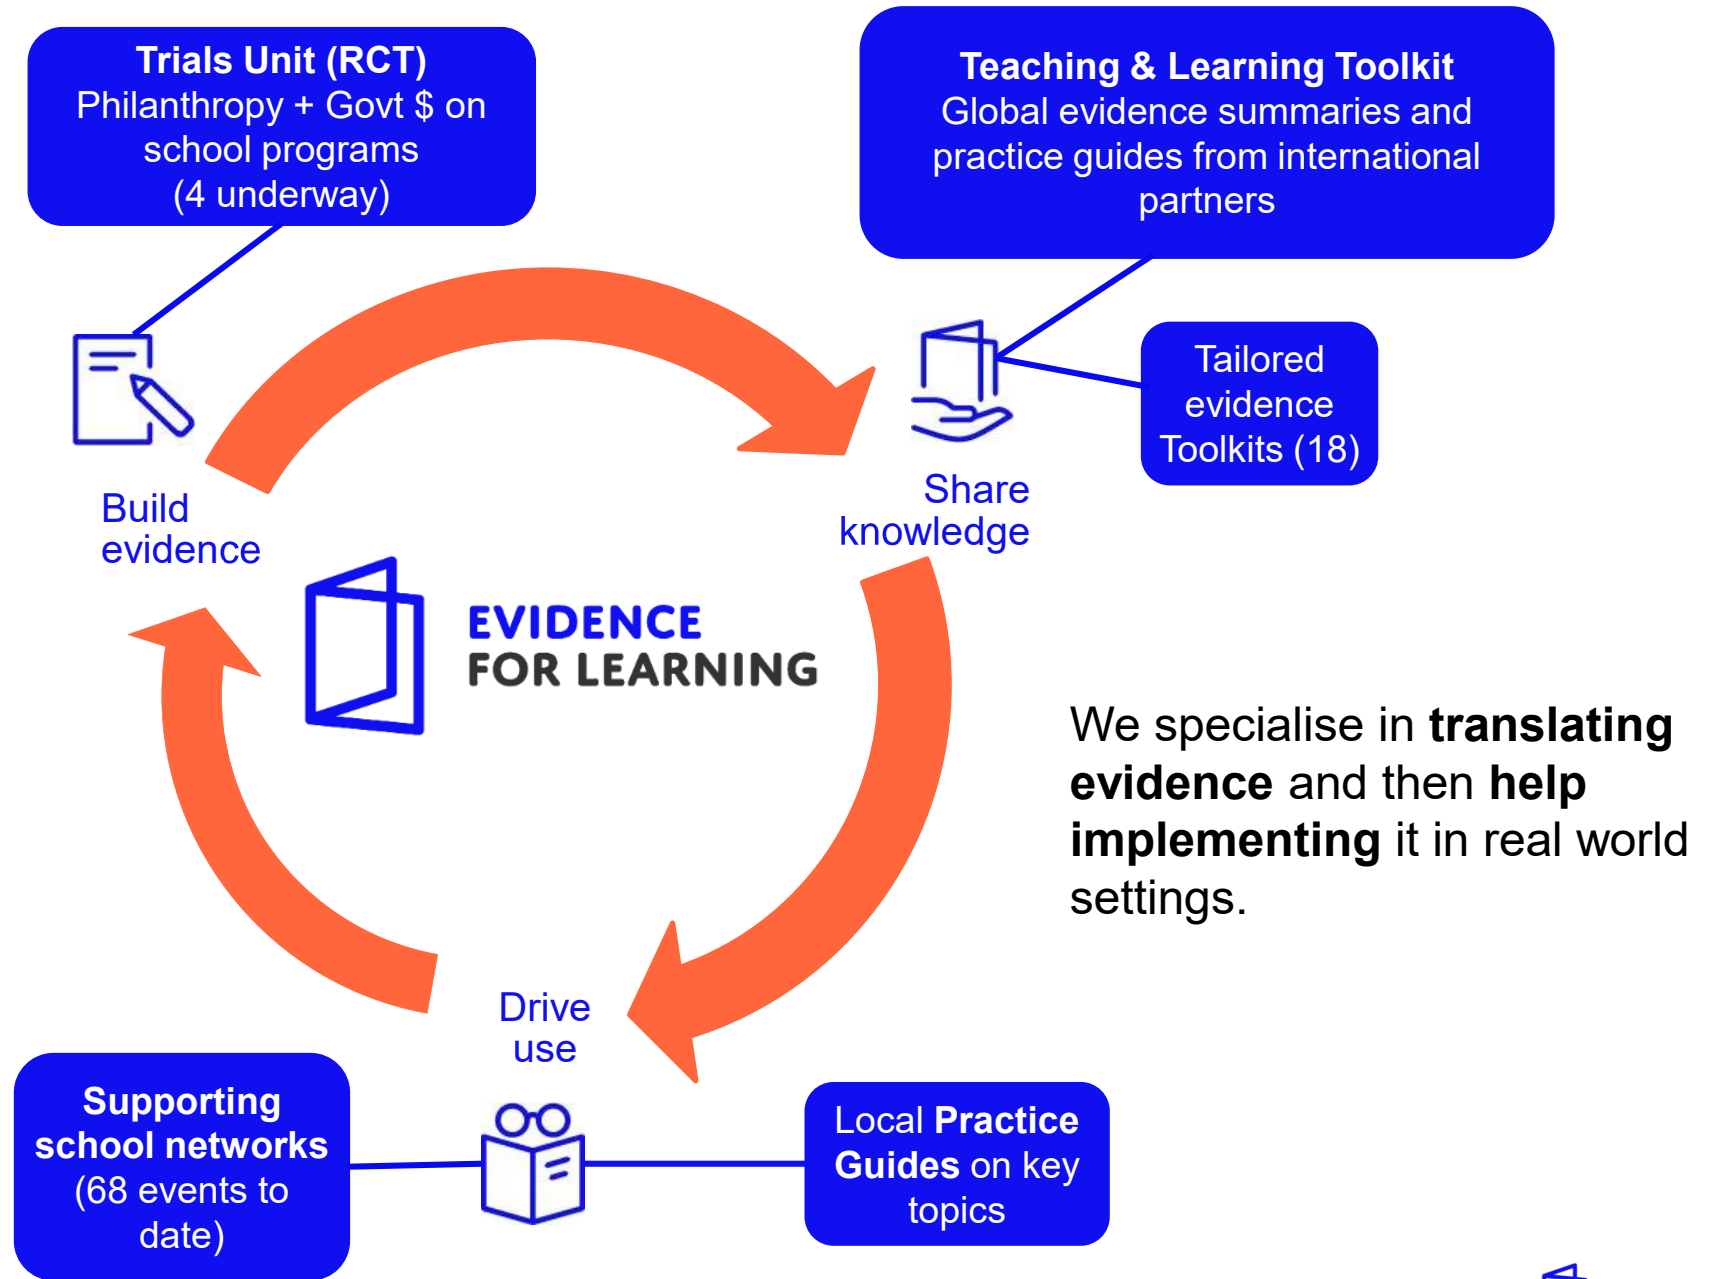 Trials Unit (RCT)
Philanthropy + Govt $ on
school programs
(4 underway)
Teaching & Learning Toolkit
Global evidence summaries and
practice guides from international
partners
Tailored
evidence
Toolkits (18)
Build
evidence
Share
knowledge
EVIDENCE
FOR LEARNING
We specialise in translating
evidence and then help
implementing it in real world
settings.
Drive
use
Supporting
school networks
(68 events to
date)
Local Practice
Guides on key
topics